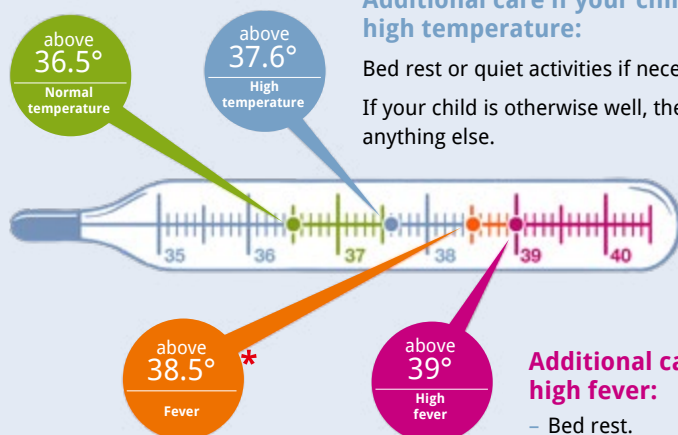 above
36.5°
Normal
temperature
above
37.6°
High
temperature
high temperature:
Bed rest or quiet activities if
If your child is otherwise well,
anything else.
35 36 37 38 39 40
above
38.5° *
Fever
above
39°
High
fever
Additional
high fever:
– Bed rest.